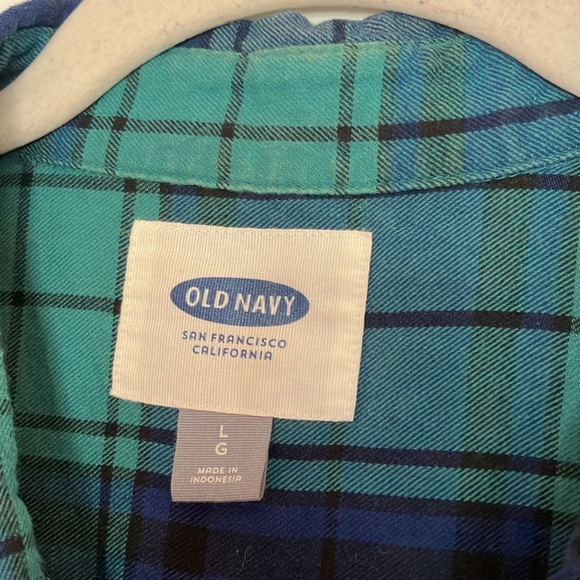 OLD NAVY
SAN FRANCISCO
CALIFORNIA
L
G
MADE IN
INDONESIA